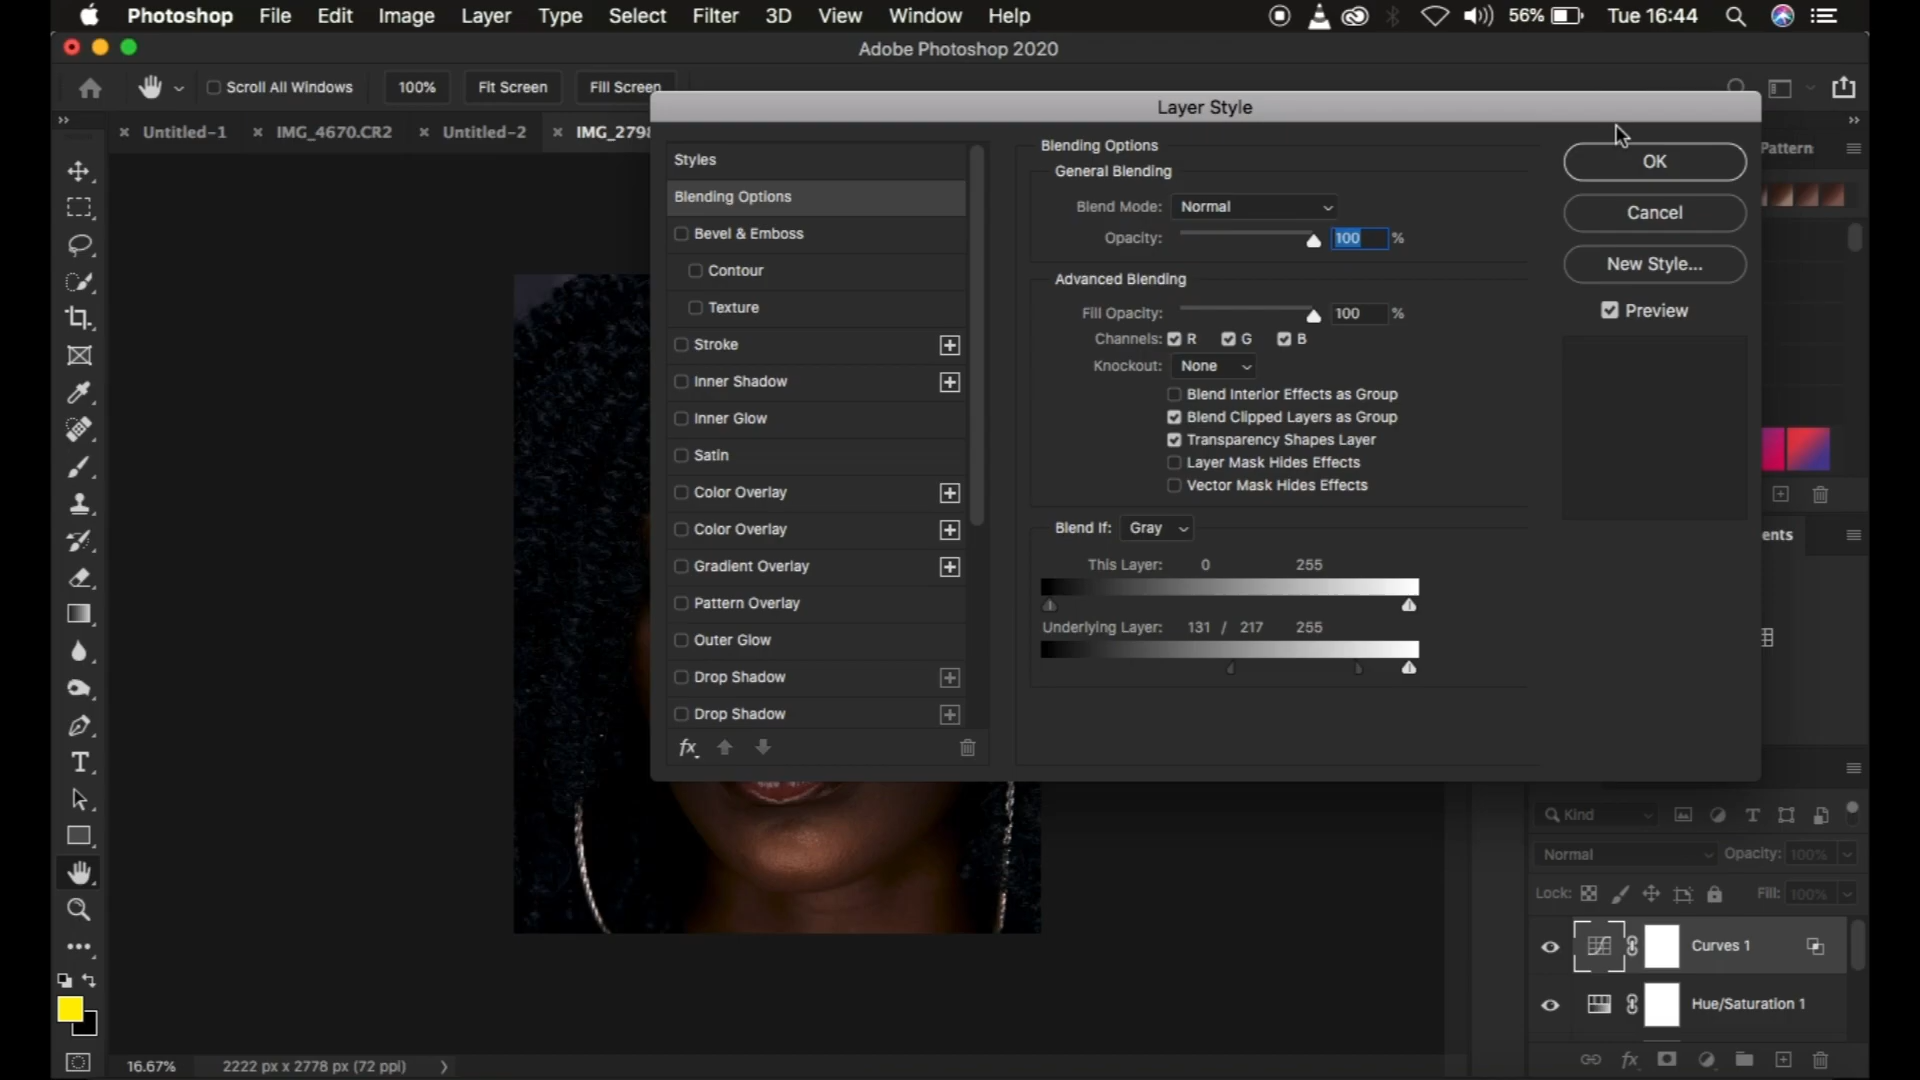 Photoshop File Edit Image Layer Type Select Filter 3D View Window Help 56% Tue 16:44
Adobe Photoshop 2020
Scroll All Windows 100% Fit Screen Fill Screen
Layer Style
Untitled-1 IMG_4670.CR2 Untitled-2 IMG_2798
Styles
Blending Options
Bevel & Emboss
Contour
Texture
Stroke
Inner Shadow
Inner Glow
Satin
Color Overlay
Color Overlay
Gradient Overlay
Pattern Overlay
Outer Glow
Drop Shadow
Drop Shadow
fx
Blending Options
General Blending
Blend Mode: Normal
Opacity: 100 %
Advanced Blending
Fill Opacity: 100 %
Channels: R G B
Knockout: None
Blend Interior Effects as Group
Blend Clipped Layers as Group
Transparency Shapes Layer
Layer Mask Hides Effects
Vector Mask Hides Effects
Blend If: Gray
This Layer: 0 255
Underlying Layer: 131 / 217 255
OK
Cancel
New Style...
Preview
Pattern
ents
Kind
Normal Opacity: 100%
Lock: Fill: 100%
Curves 1
Hue/Saturation 1
fx
16.67% 2222 px x 2778 px (72 ppi)